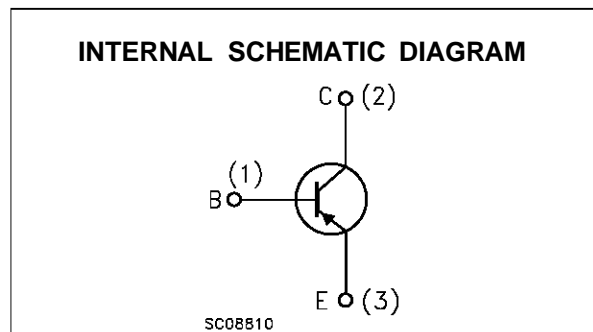 INTERNAL SCHEMATIC DIAGRAM
C (2)
(1)
B
E (3)
SC08810